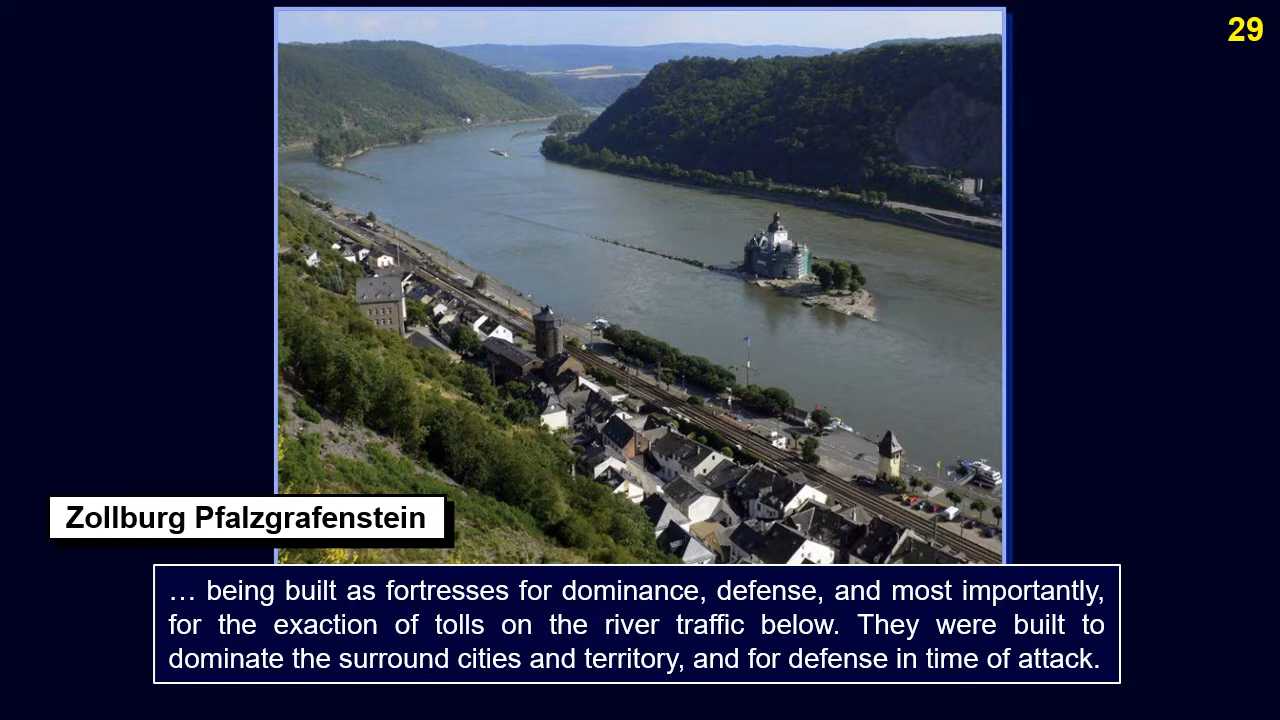 29
Zollburg Pfalzgrafenstein
… being built as fortresses for dominance, defense, and most importantly,
for the exaction of tolls on the river traffic below. They were built to
dominate the surround cities and territory, and for defense in time of attack.